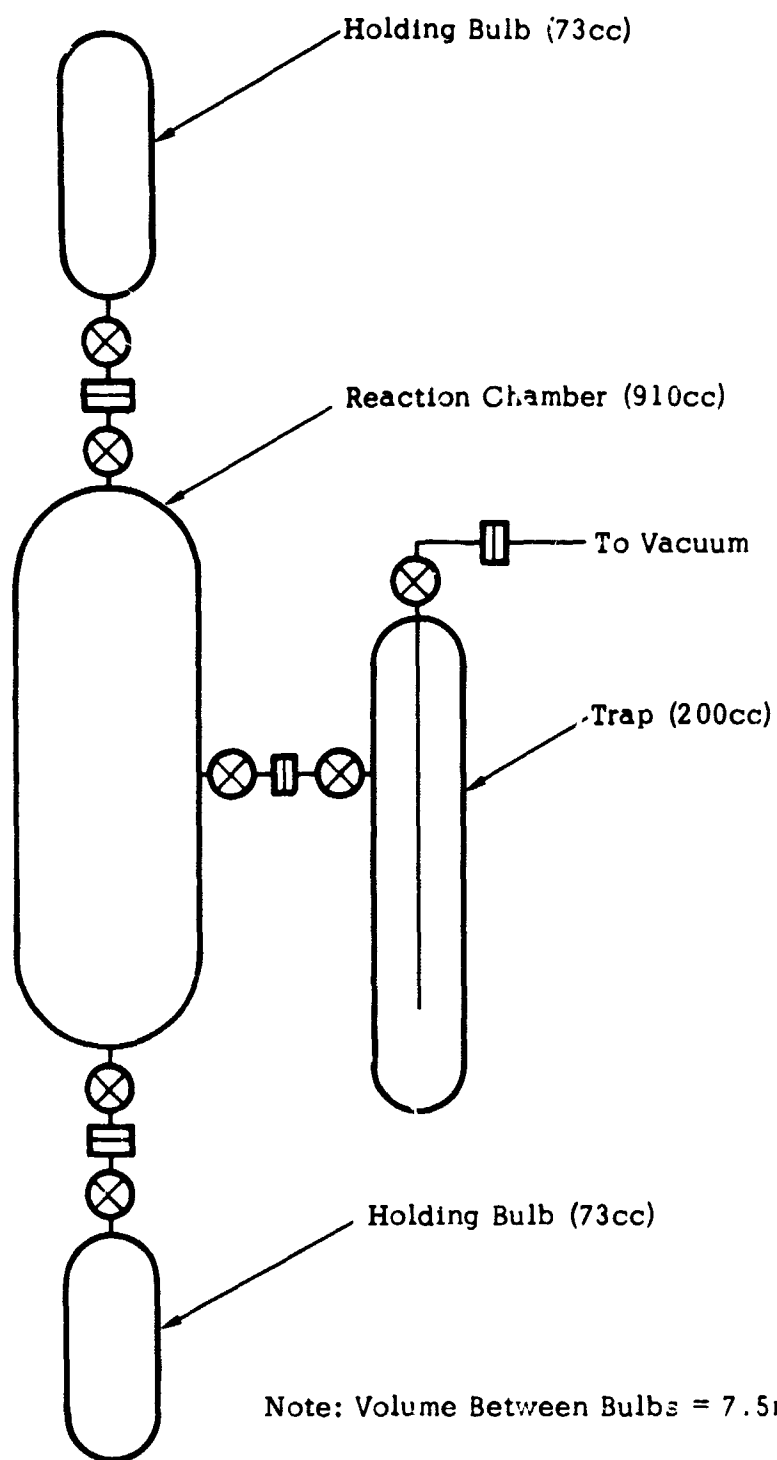 Holding Bulb (73cc)
Reaction Chamber (910cc)
To Vacuum
Trap (200cc)
Holding Bulb (73cc)
Note: Volume Between Bulbs = 7.5